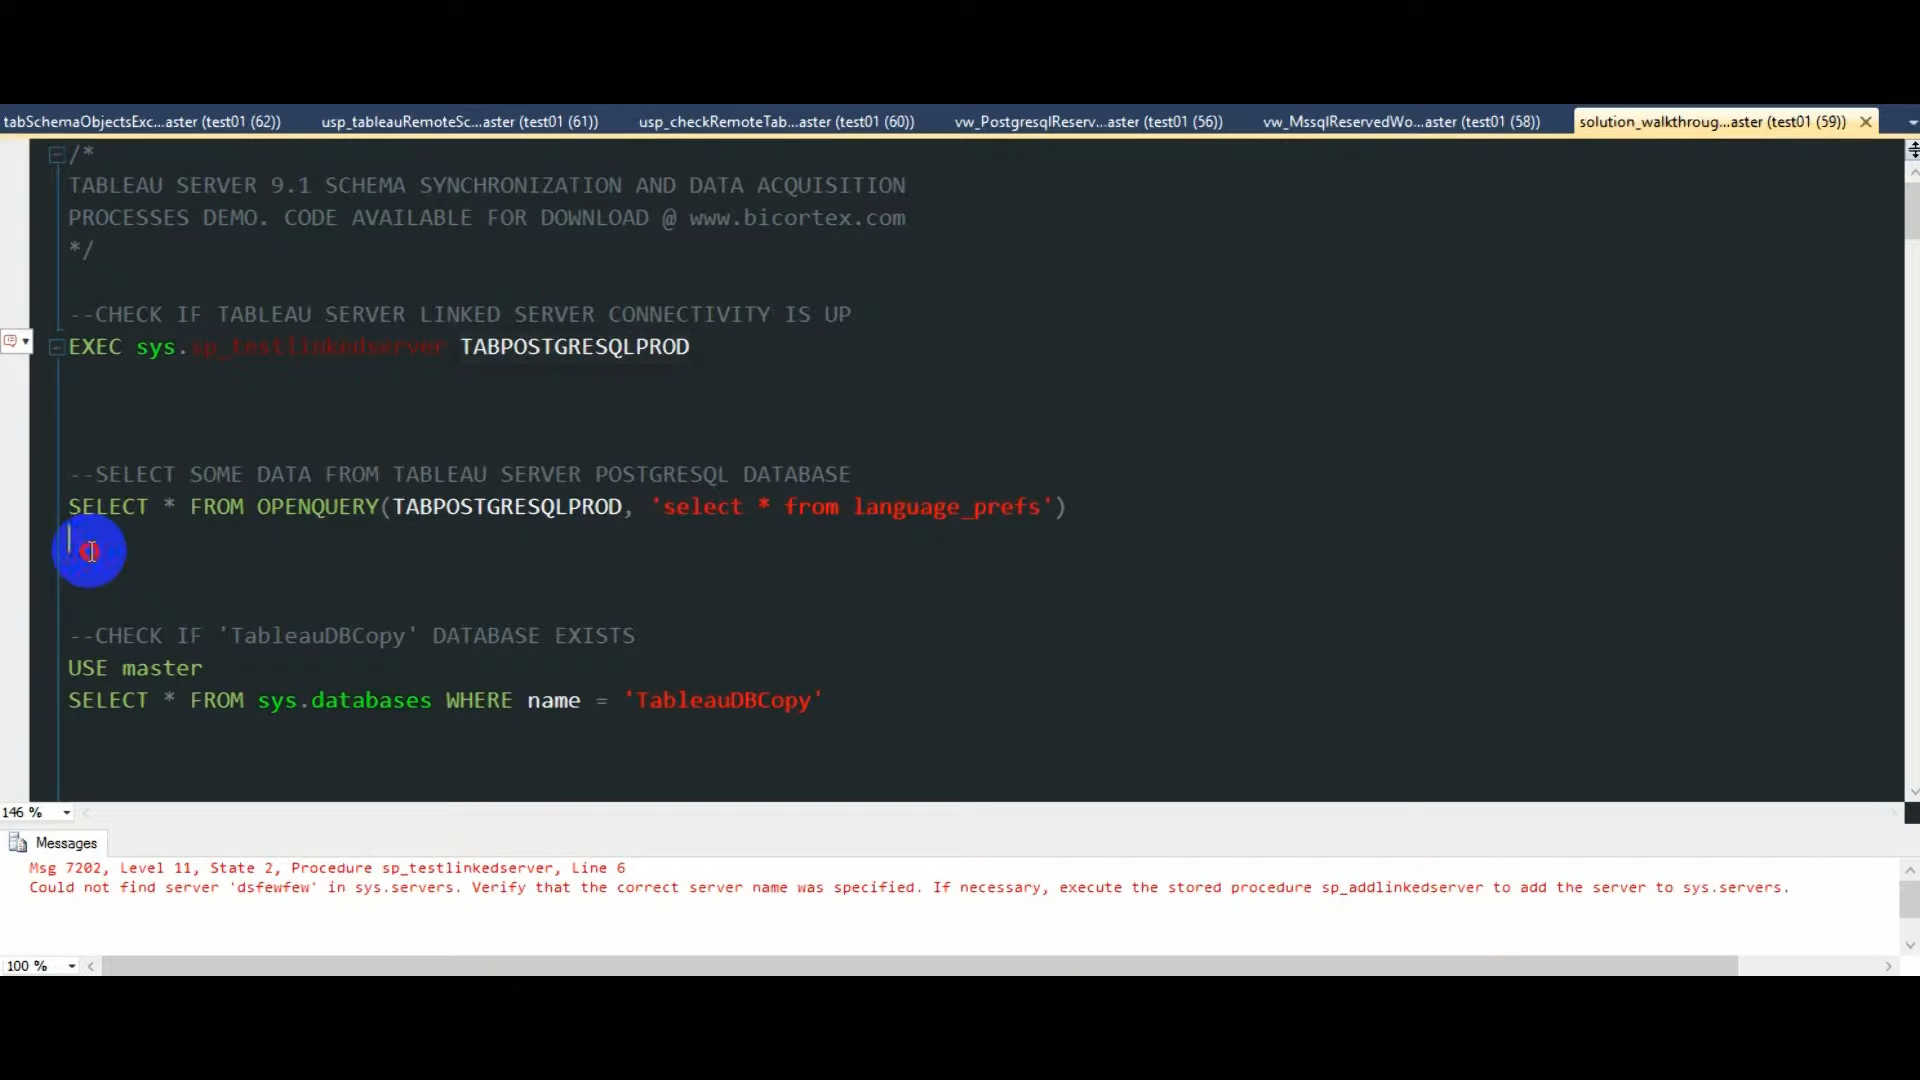 tabSchemaObjectsExc...aster (test01 (62)) usp_tableauRemoteSc...aster (test01 (61)) usp_checkRemoteTab...aster (test01 (60)) vw_PostgresqlReserv...aster (test01 (56)) vw_MssqlReservedWo...aster (test01 (58)) solution_walkthroug...aster (test01 (59))
/*
TABLEAU SERVER 9.1 SCHEMA SYNCHRONIZATION AND DATA ACQUISITION
PROCESSES DEMO. CODE AVAILABLE FOR DOWNLOAD @ www.bicortex.com
*/
--CHECK IF TABLEAU SERVER LINKED SERVER CONNECTIVITY IS UP
EXEC sys.sp_testlinkedserver TABPOSTGRESQLPROD
--SELECT SOME DATA FROM TABLEAU SERVER POSTGRESQL DATABASE
SELECT * FROM OPENQUERY(TABPOSTGRESQLPROD, 'select * from language_prefs')
--CHECK IF 'TableauDBCopy' DATABASE EXISTS
USE master
SELECT * FROM sys.databases WHERE name = 'TableauDBCopy'
146 %
Messages
Msg 7202, Level 11, State 2, Procedure sp_testlinkedserver, Line 6
Could not find server 'dsfewfew' in sys.servers. Verify that the correct server name was specified. If necessary, execute the stored procedure sp_addlinkedserver to add the server to sys.servers.
100 %